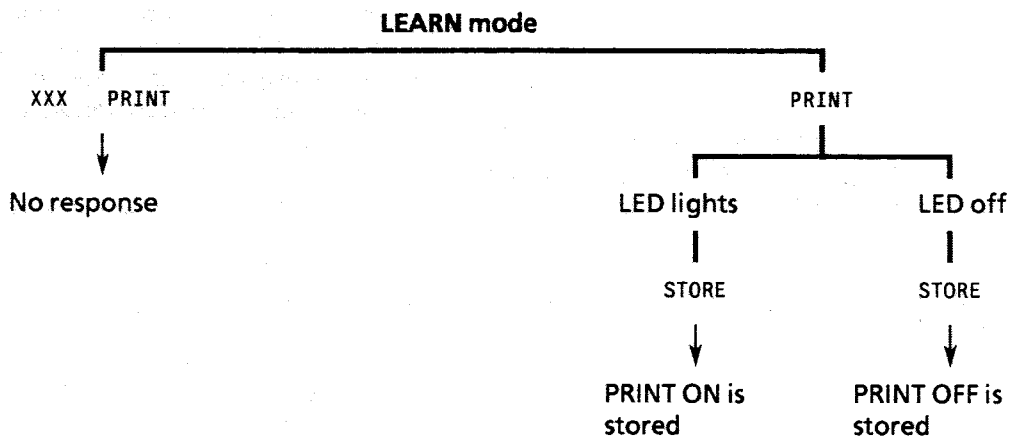 LEARN mode
XXX PRINT
PRINT
No response
LED lights
LED off
STORE
STORE
PRINT ON is
stored
PRINT OFF is
stored